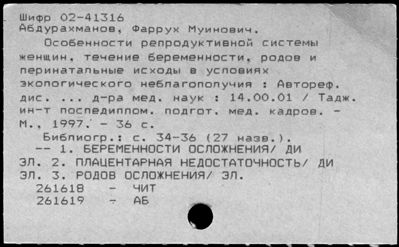 Шифр 02-41316
Абдурахманов, Фаррух Муинович.
Особенности репродуктивной системы
женщин, течение беременности, родов и
перинатальные исходы в условиях
экологического неблагополучия : Автореф.
дис. ... д-ра мед. наук : 14.00.01 / Тадж.
ин-т последиплом. подгот. мед. кадров. -
М., 1997. - 36 с.
Библиогр.: с. 34-36 (27 назв.).
-- 1. БЕРЕМЕННОСТИ ОСЛОЖНЕНИЯ/ ДИ
ЭЛ. 2. ПЛАЦЕНТАРНАЯ НЕДОСТАТОЧНОСТЬ/ ДИ
ЭЛ. 3. РОДОВ ОСЛОЖНЕНИЯ/ ЭЛ.
261618 - ЧИТ
261619 - АБ